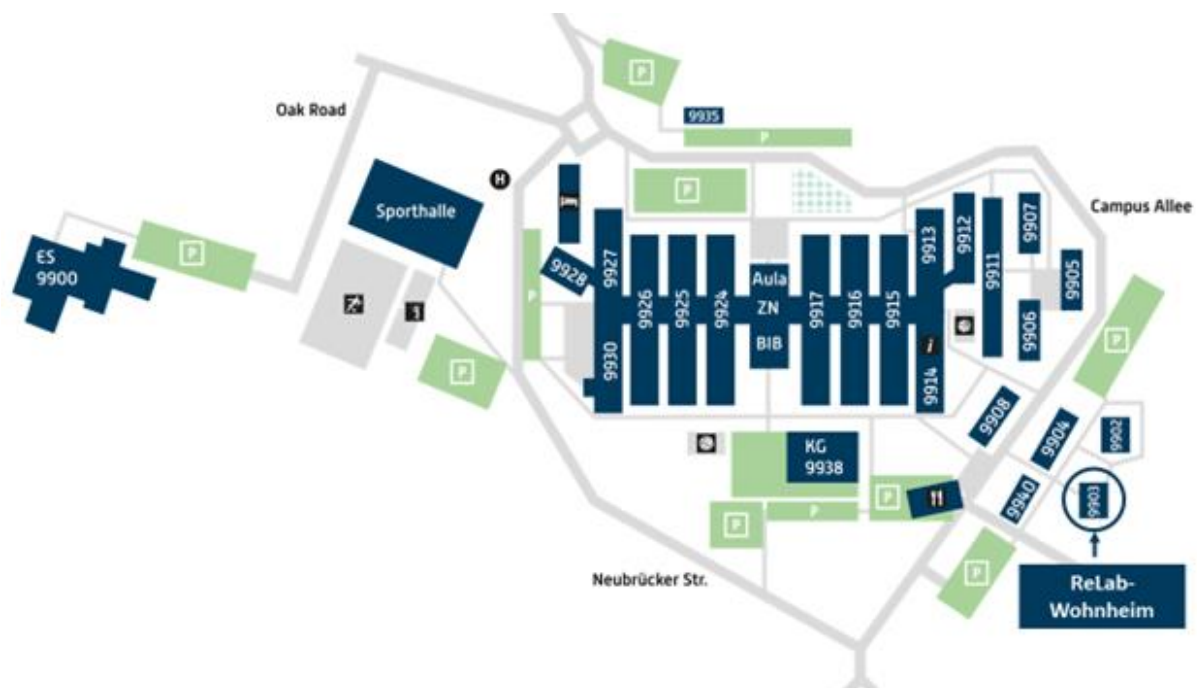 P
9935
P
Oak Road
H
Sporthalle
P
Campus Allee
9907
9912
9913
9911
9905
ES
9900
P
9928
9927
9926
9925
9924
Aula
ZN
BIB
9917
9916
9915
P
9906
i
9930
9914
P
P
9908
9904
9902
KG
9938
9940
9903
P
P
P
Neubrücker Str.
P
ReLab-
Wohnheim